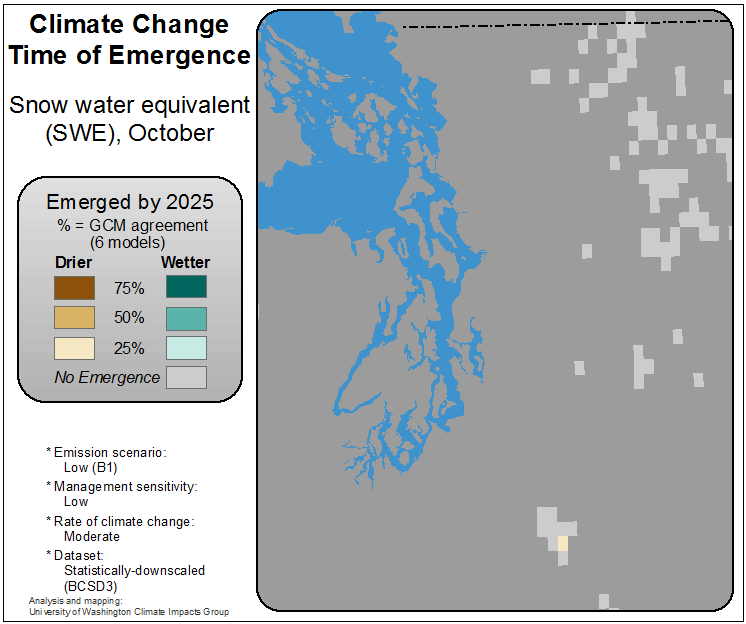 Climate Change
Time of Emergence
Snow water equivalent
(SWE), October
Emerged by 2025
% = GCM agreement
(6 models)
Drier Wetter
75%
50%
25%
No Emergence
* Emission scenario:
Low (B1)
* Management sensitivity:
Low
* Rate of climate change:
Moderate
* Dataset:
Statistically-downscaled
(BCSD3)
Analysis and mapping:
University of Washington Climate Impacts Group